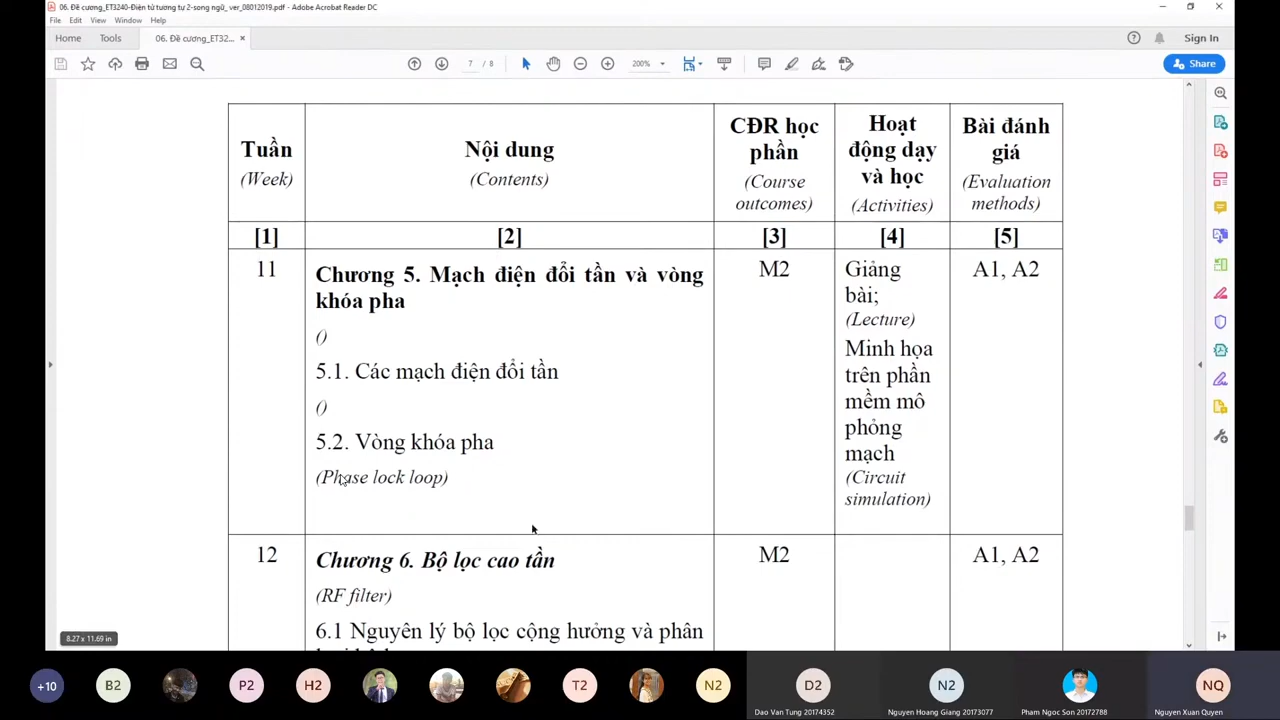 06. Đề cương_ET3240-Điện tử tương tự 2-song ngữ_ ver_08012019.pdf - Adobe Acrobat Reader DC
File Edit View Window Help
Home Tools 06. Đề cương_ET32... × Sign In
7 / 8 200% Share
Tuần
(Week)
Nội dung
(Contents)
CĐR học
phần
(Course
outcomes)
Hoạt
động dạy
và học
(Activities)
Bài đánh
giá
(Evaluation
methods)
[1] [2] [3] [4] [5]
11
Chương 5. Mạch điện đổi tần và vòng
khóa pha
()
5.1. Các mạch điện đổi tần
()
5.2. Vòng khóa pha
(Phase lock loop)
M2
Giảng
bài;
(Lecture)
Minh họa
trên phần
mềm mô
phỏng
mạch
(Circuit
simulation)
A1, A2
12
Chương 6. Bộ lọc cao tần
(RF filter)
6.1 Nguyên lý bộ lọc cộng hưởng và phân
M2
A1, A2
8.27 x 11.69 in
+10 B2 P2 H2 T2 N2 D2 N2 NQ
Dao Van Tung 20174352 Nguyen Hoang Giang 20173077 Pham Ngoc Son 20172788 Nguyen Xuan Quyen